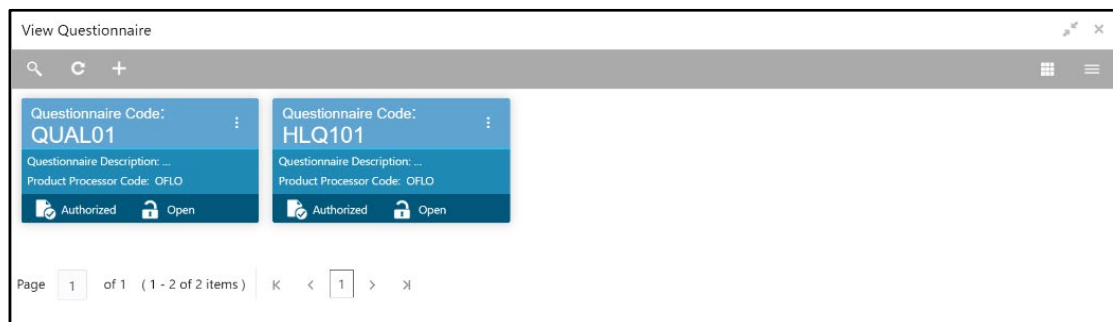 View Questionnaire
Questionnaire Code:
QUAL01
Questionnaire Description: ...
Product Processor Code: OFLO
Authorized Open
Questionnaire Code:
HLQ101
Questionnaire Description: ...
Product Processor Code: OFLO
Authorized Open
Page 1 of 1 ( 1 - 2 of 2 items ) 1